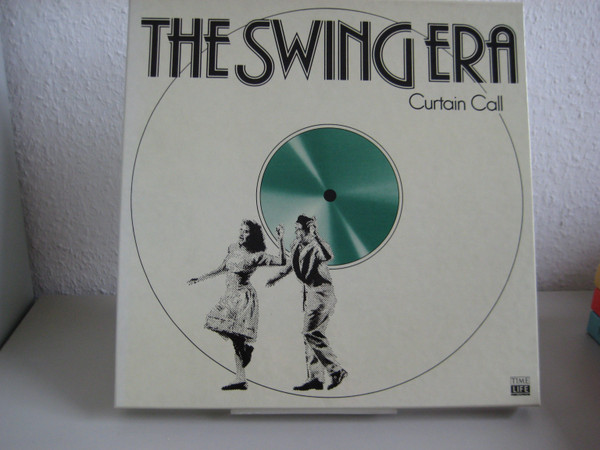 THE SWING ERA
Curtain Call
TIME
LIFE